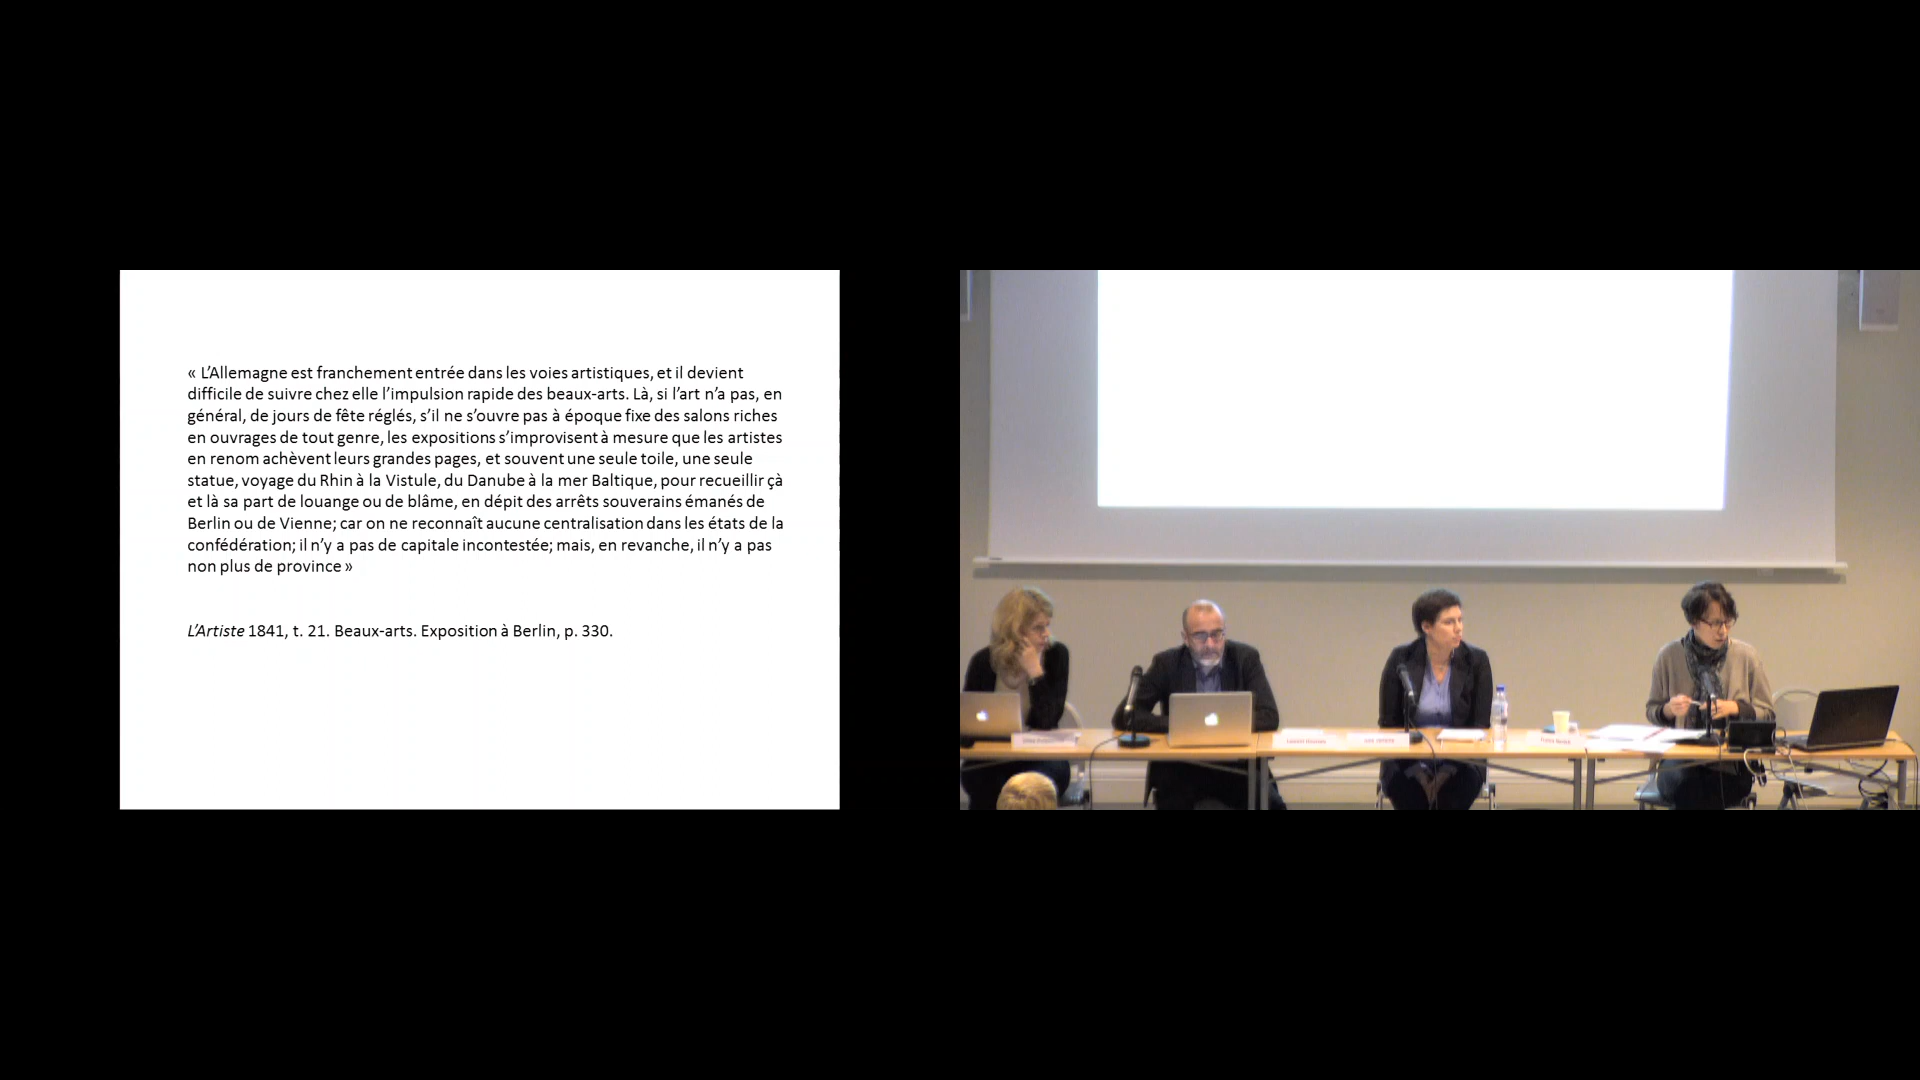 « L’Allemagne est franchement entrée dans les voies artistiques, et il devient
difficile de suivre chez elle l’impulsion rapide des beaux-arts. Là, si l’art n’a pas, en
général, de jours de fête réglés, s’il ne s’ouvre pas à époque fixe des salons riches
en ouvrages de tout genre, les expositions s’improvisent à mesure que les artistes
en renom achèvent leurs grandes pages, et souvent une seule toile, une seule
statue, voyage du Rhin à la Vistule, du Danube à la mer Baltique, pour recueillir çà
et là sa part de louange ou de blâme, en dépit des arrêts souverains émanés de
Berlin ou de Vienne; car on ne reconnaît aucune centralisation dans les états de la
confédération; il n’y a pas de capitale incontestée; mais, en revanche, il n’y a pas
non plus de province »
L’Artiste 1841, t. 21. Beaux-arts. Exposition à Berlin, p. 330.